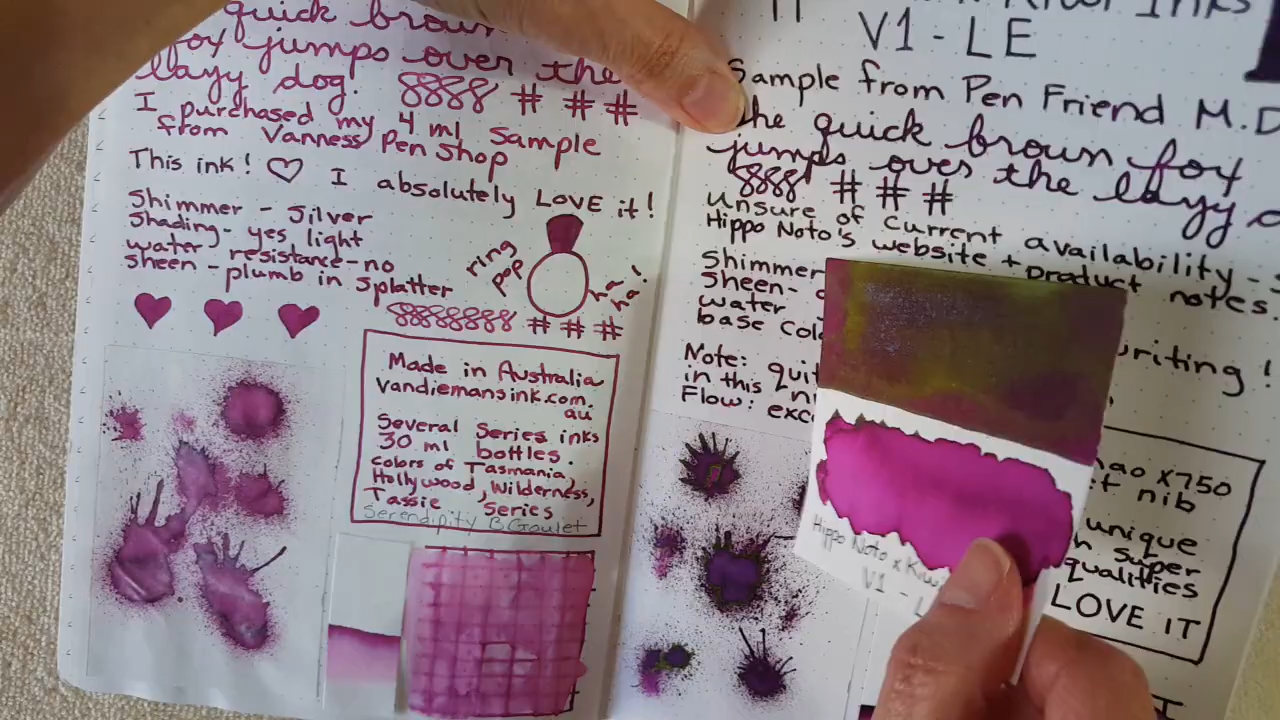 quick brown
fox jumps over the
lazy dog. 8888 # # #
I purchased my 4 ml sample
from Vanness Pen Shop
This ink! ♡ I absolutely LOVE it!
Shimmer - Silver
Shading - yes light
water resistance - no
sheen - plumb in splatter
ring
pop
ha!
ha!
88888888 # # #
Made in Australia
vandiemansink.com.
au
Several Series inks
30 ml bottles.
Colors of Tasmania,
Hollywood, Wilderness,
Tassie Series
Serendipity B Goulet
Inks
V1 - LE
Sample from Pen Friend M.D
the quick brown fox
jumps over the lazy
8888 # # #
Unsure of current availability -
Hippo Noto's website + product notes.
Shimmer
Sheen -
water
base
writing!
Note:
in this
Flow:
X750
nib
unique
super
qualities
LOVE IT
Hippo Noto x
V1 -